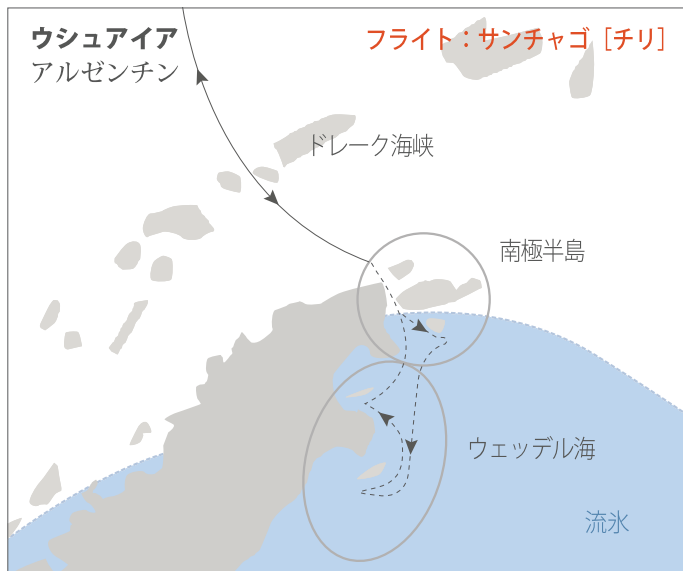 ウシュアイア
アルゼンチン
フライト：サンチャゴ［チリ］
ドレーク海峡
南極半島
ウェッデル海
流氷